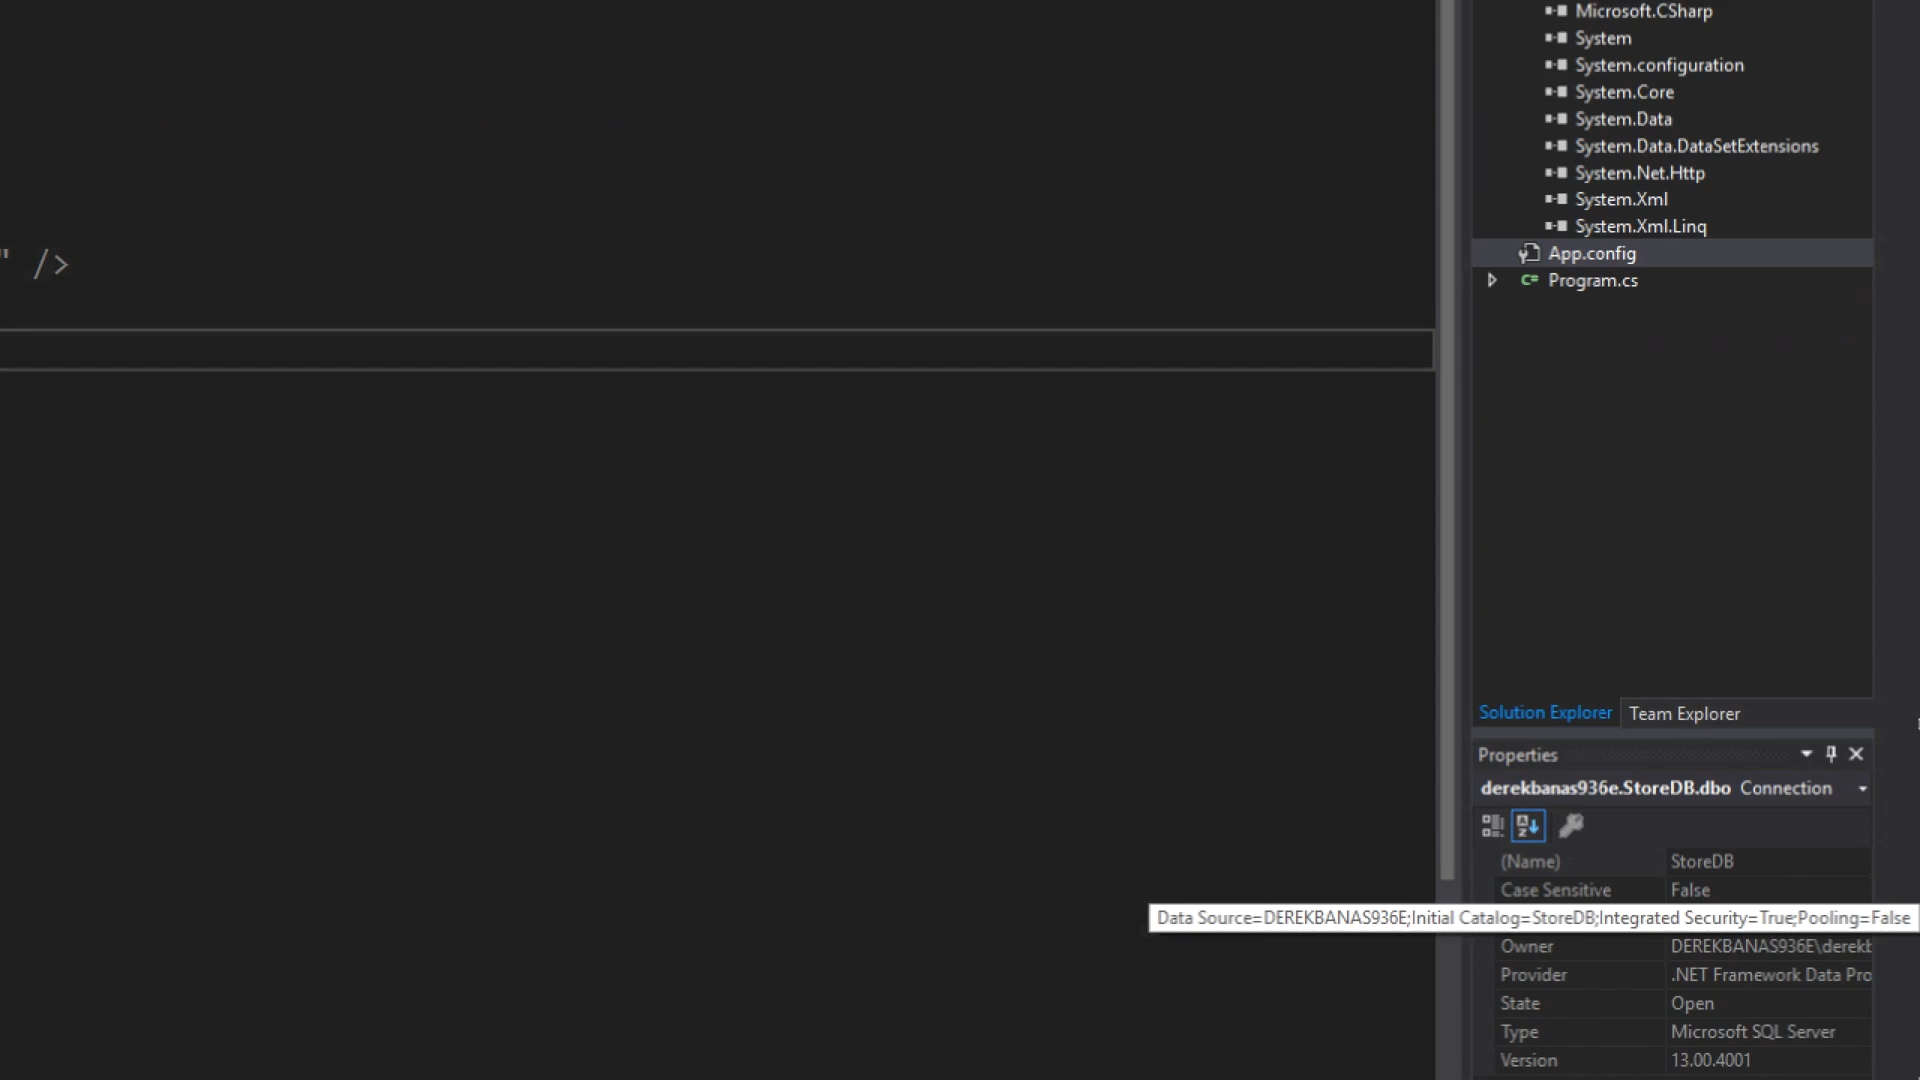 Microsoft.CSharp
System
System.configuration
System.Core
System.Data
System.Data.DataSetExtensions
System.Net.Http
System.Xml
System.Xml.Linq
" />
App.config
C# Program.cs
Solution Explorer Team Explorer
Properties
derekbanas936e.StoreDB.dbo Connection
(Name) StoreDB
Case Sensitive False
Data Source=DEREKBANAS936E;Initial Catalog=StoreDB;Integrated Security=True;Pooling=False
Owner DEREKBANAS936E\derekb
Provider .NET Framework Data Pro
State Open
Type Microsoft SQL Server
Version 13.00.4001